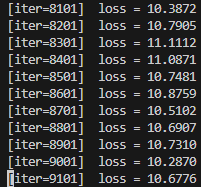 [iter=8101] loss = 10.3872
[iter=8201] loss = 10.7905
[iter=8301] loss = 11.1112
[iter=8401] loss = 11.0871
[iter=8501] loss = 10.7481
[iter=8601] loss = 10.8759
[iter=8701] loss = 10.5102
[iter=8801] loss = 10.6907
[iter=8901] loss = 10.7310
[iter=9001] loss = 10.2870
[iter=9101] loss = 10.6776